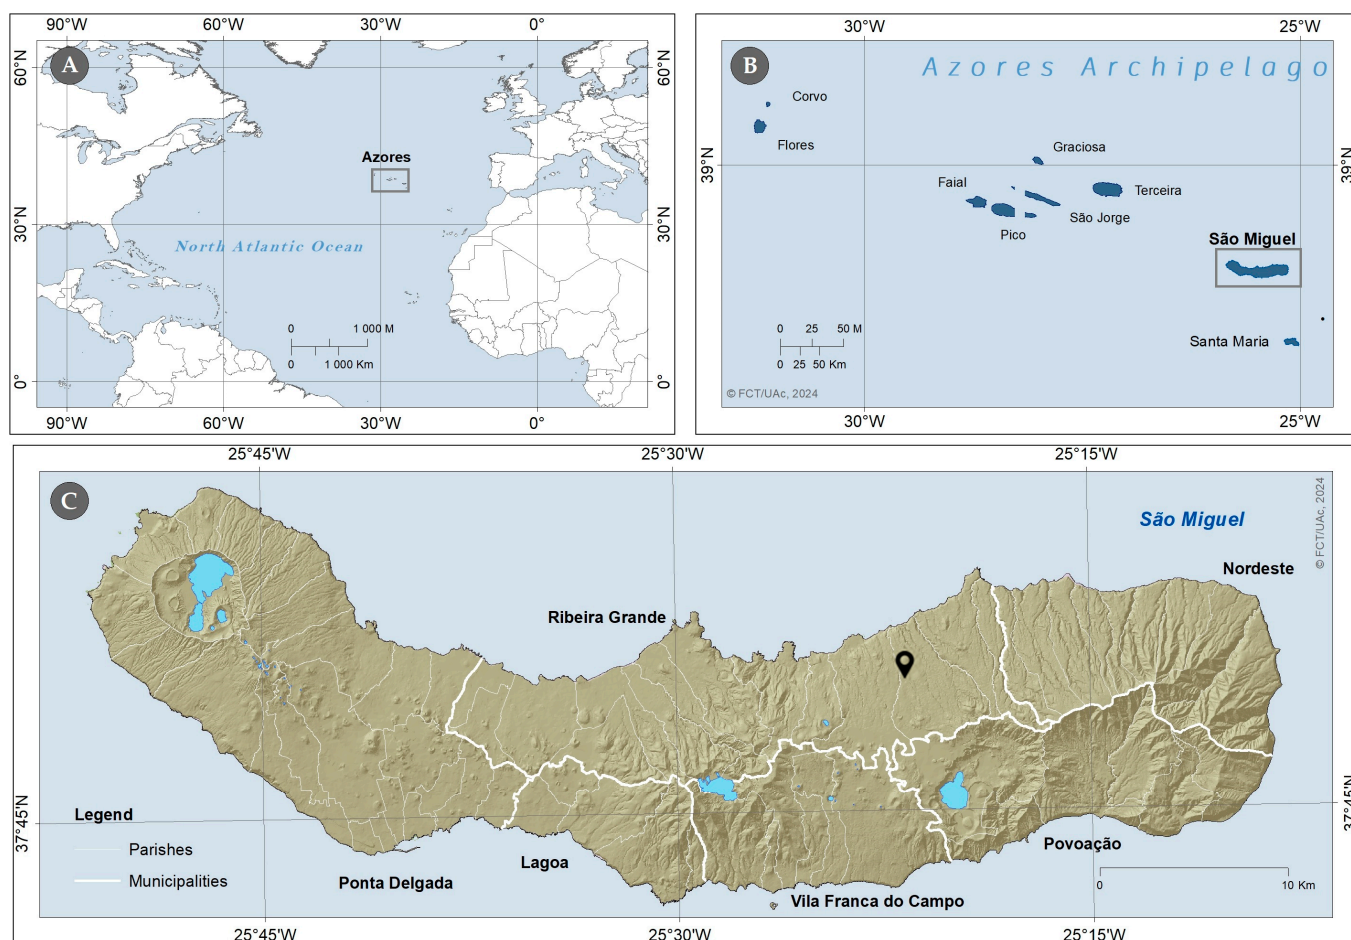 90°W 60°W 30°W 0°
A
60°N
60°N
Azores
30°N
30°N
North Atlantic Ocean
0 1 000 M
0 1 000 Km
0°
0°
90°W 60°W 30°W 0°
30°W 25°W
B
Azores Archipelago
Corvo
Flores
Graciosa
39°N
39°N
Faial
Terceira
São Jorge
Pico
São Miguel
0 25 50 M
0 25 50 Km
Santa Maria
© FCT/UAc, 2024
30°W 25°W
25°45'W 25°30'W 25°15'W
C
© FCT/UAc, 2024
São Miguel
Nordeste
Ribeira Grande
37°45'N
37°45'N
Legend
Parishes
Municipalities
Ponta Delgada
Lagoa
Vila Franca do Campo
Povoação
0 10 Km
25°45'W 25°30'W 25°15'W